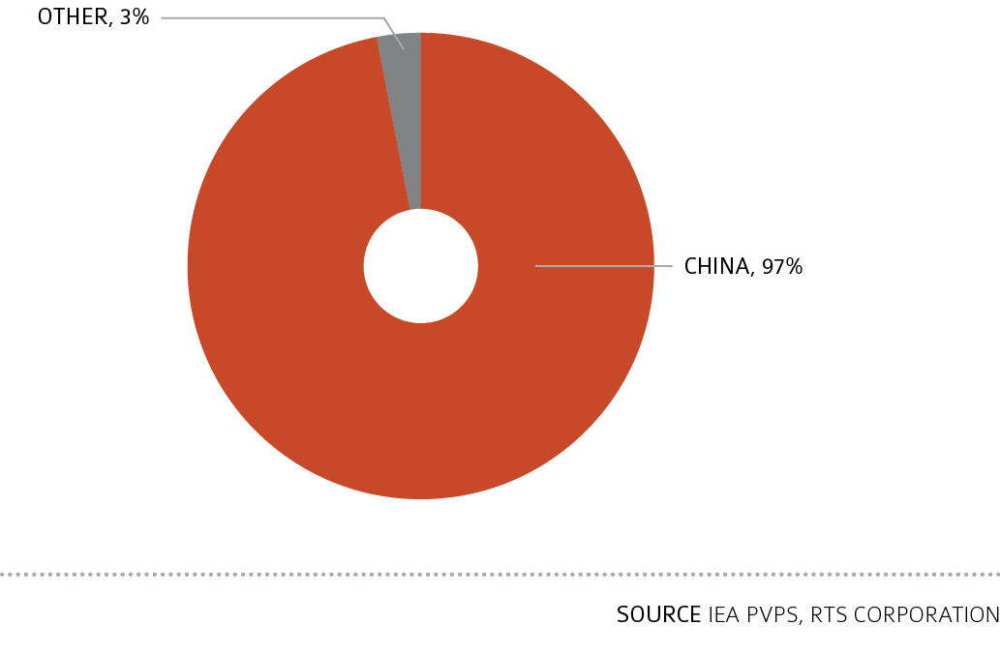 OTHER, 3%
CHINA, 97%
SOURCE IEA PVPS, RTS CORPORATION